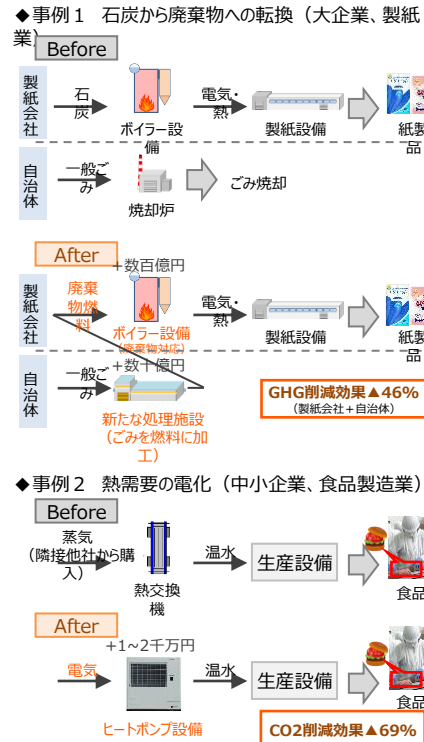 ◆事例１　石炭から廃棄物への転換（大企業、製紙
業）
Before
製紙会社
石
炭
ボイラー設
備
電気・
熱
製紙設備
紙製
品
自治体
一般ご
み
焼却炉
ごみ焼却
After
+数百億円
製紙会社
廃棄
物燃
料
ボイラー設備
（廃棄物対応）
電気・
熱
製紙設備
紙製
品
自治体
一般ご
み
+数十億円
新たな処理施設
（ごみを燃料に加
工）
GHG削減効果▲46%
（製紙会社＋自治体）
◆事例２　熱需要の電化（中小企業、食品製造業）
Before
蒸気
（隣接他社から購
入）
熱交換
機
温水
生産設備
食品
After
+1~2千万円
電気
ヒートポンプ設備
温水
生産設備
食品
CO2削減効果▲69%